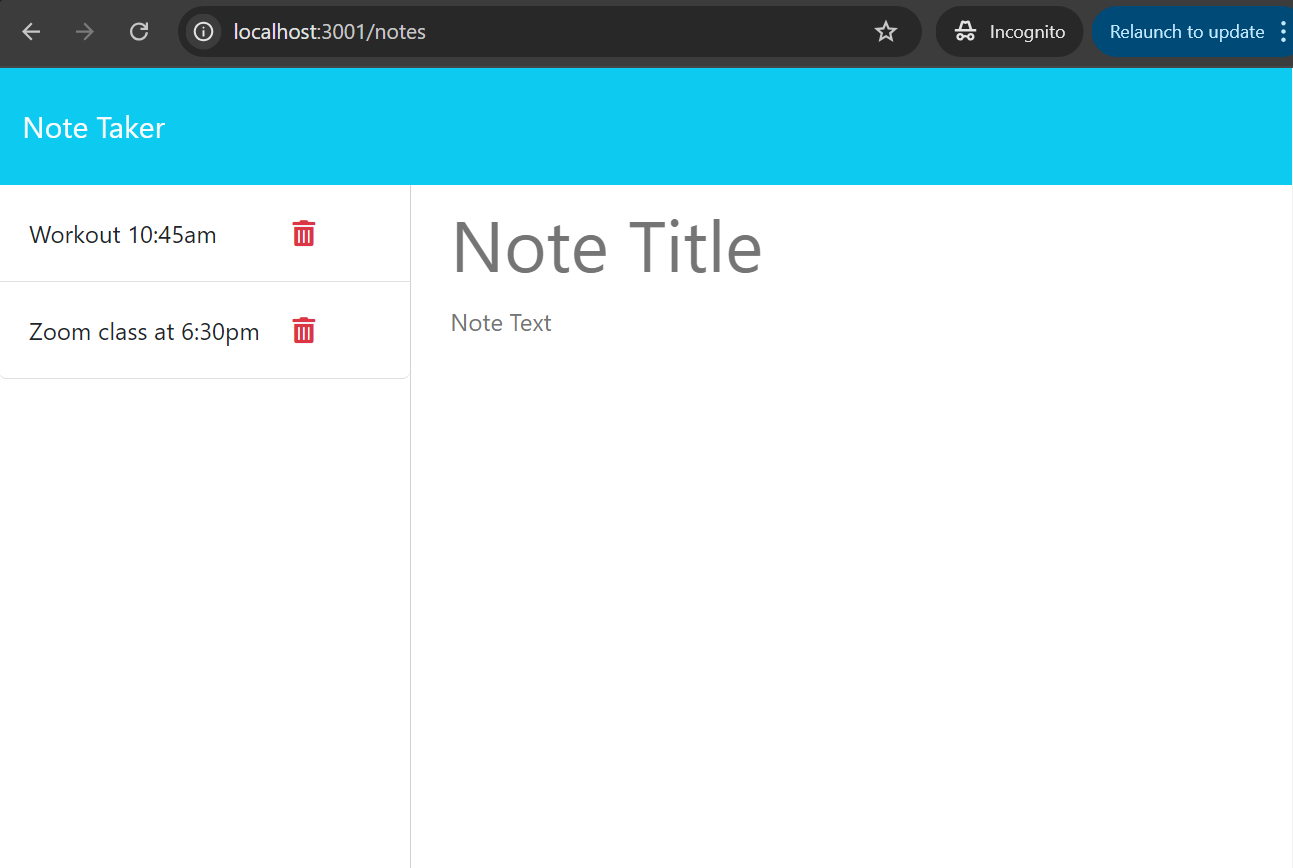 localhost:3001/notes
Incognito
Relaunch to update
Note Taker
Workout 10:45am
Zoom class at 6:30pm
Note Title
Note Text